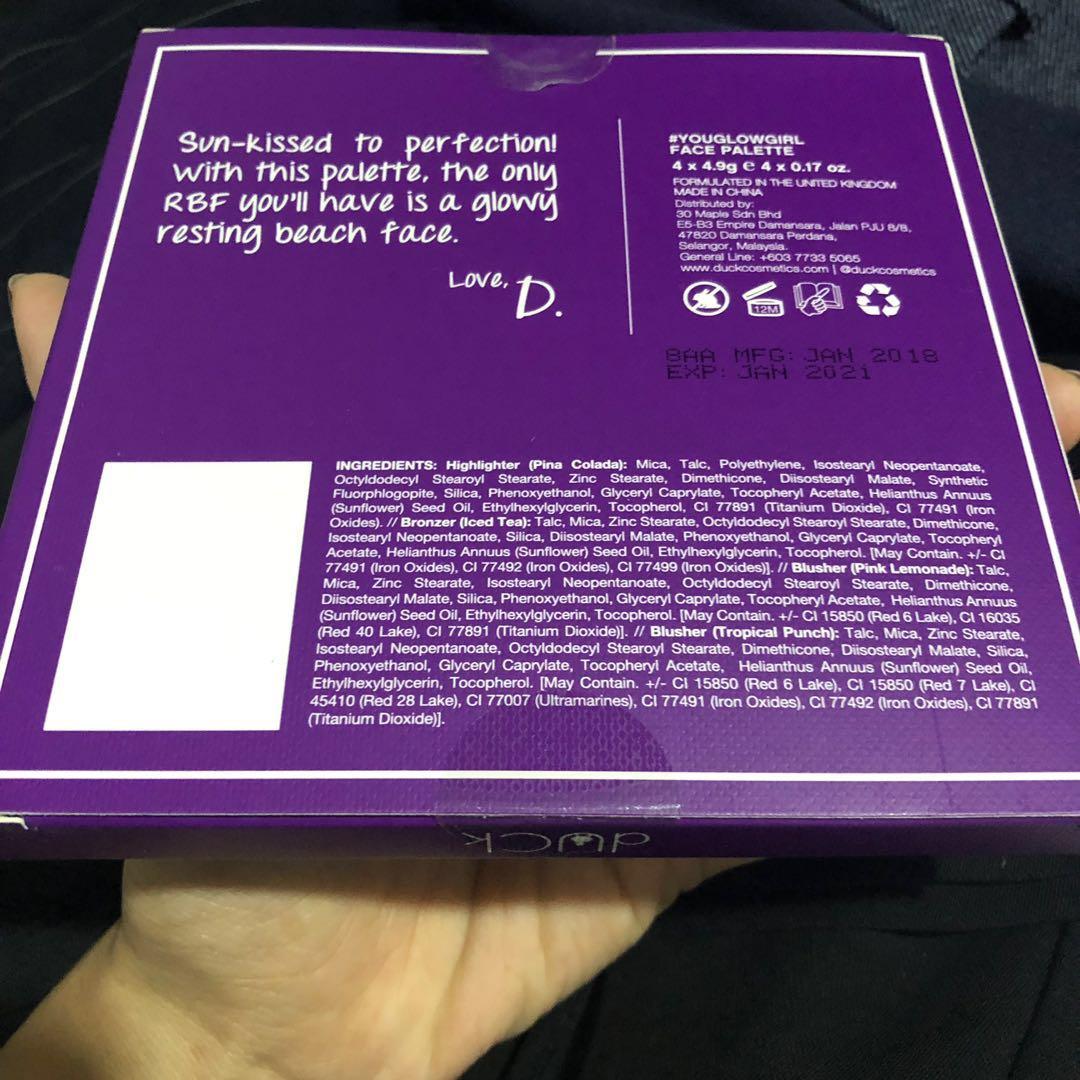 Sun-kissed to perfection!
With this palette, the only
RBF you'll have is a glowy
resting beach face.
Love,
D.
#YOUGLOWGIRL
FACE PALETTE
4 x 4.9g e 4 x 0.17 oz.
FORMULATED IN THE UNITED KINGDOM
MADE IN CHINA
Distributed by:
30 Maple Sdn Bhd
E5-B3 Empire Damansara, Jalan PJU 8/8,
47820 Damansara Perdana,
Selangor, Malaysia.
General Line: +603 7733 5065
www.duckcosmetics.com | @duckcosmetics
12M
8AA MFG: JAN 2018
EXP: JAN 2021
INGREDIENTS: Highlighter (Pina Colada): Mica, Talc, Polyethylene, Isostearyl Neopentanoate,
Octyldodecyl Stearoyl Stearate, Zinc Stearate, Dimethicone, Diisostearyl Malate, Synthetic
Fluorphlogopite, Silica, Phenoxyethanol, Glyceryl Caprylate, Tocopheryl Acetate, Helianthus Annuus
(Sunflower) Seed Oil, Ethylhexylglycerin, Tocopherol, CI 77891 (Titanium Dioxide), CI 77491 (Iron
Oxides). // Bronzer (Iced Tea): Talc, Mica, Zinc Stearate, Octyldodecyl Stearoyl Stearate, Dimethicone,
Isostearyl Neopentanoate, Silica, Diisostearyl Malate, Phenoxyethanol, Glyceryl Caprylate, Tocopheryl
Acetate, Helianthus Annuus (Sunflower) Seed Oil, Ethylhexylglycerin, Tocopherol. [May Contain. +/- CI
77491 (Iron Oxides), CI 77492 (Iron Oxides), CI 77499 (Iron Oxides)]. // Blusher (Pink Lemonade): Talc,
Mica, Zinc Stearate, Isostearyl Neopentanoate, Octyldodecyl Stearoyl Stearate, Dimethicone,
Diisostearyl Malate, Silica, Phenoxyethanol, Glyceryl Caprylate, Tocopheryl Acetate, Helianthus Annuus
(Sunflower) Seed Oil, Ethylhexylglycerin, Tocopherol. [May Contain. +/- CI 15850 (Red 6 Lake), CI 16035
(Red 40 Lake), CI 77891 (Titanium Dioxide)]. // Blusher (Tropical Punch): Talc, Mica, Zinc Stearate,
Isostearyl Neopentanoate, Octyldodecyl Stearoyl Stearate, Dimethicone, Diisostearyl Malate, Silica,
Phenoxyethanol, Glyceryl Caprylate, Tocopheryl Acetate, Helianthus Annuus (Sunflower) Seed Oil,
Ethylhexylglycerin, Tocopherol. [May Contain. +/- CI 15850 (Red 6 Lake), CI 15850 (Red 7 Lake), CI
45410 (Red 28 Lake), CI 77007 (Ultramarines), CI 77491 (Iron Oxides), CI 77492 (Iron Oxides), CI 77891
(Titanium Dioxide)].
duck